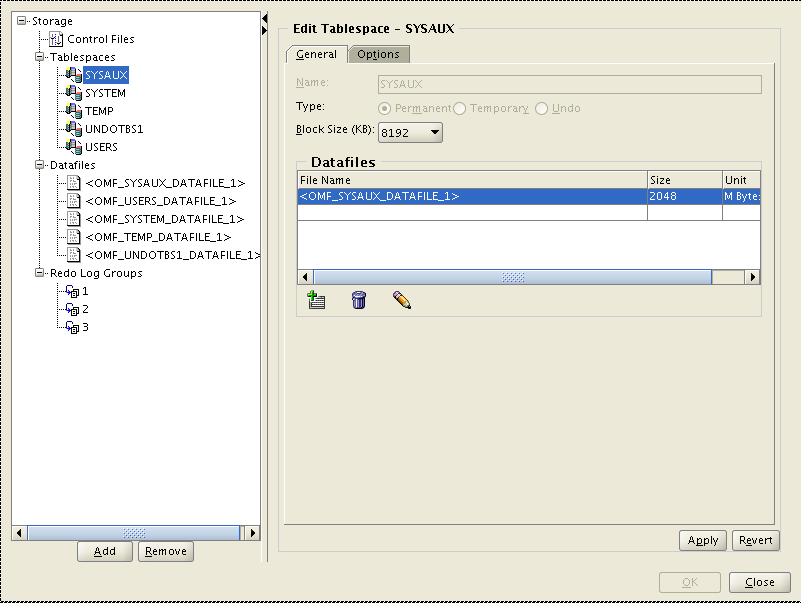 Storage
Control Files
Tablespaces
SYSAUX
SYSTEM
TEMP
UNDOTBS1
USERS
Datafiles
<OMF_SYSAUX_DATAFILE_1>
<OMF_USERS_DATAFILE_1>
<OMF_SYSTEM_DATAFILE_1>
<OMF_TEMP_DATAFILE_1>
<OMF_UNDOTBS1_DATAFILE_1>
Redo Log Groups
1
2
3
Add Remove
Edit Tablespace - SYSAUX
General Options
Name: SYSAUX
Type: Permanent Temporary Undo
Block Size (KB): 8192
Datafiles
File Name Size Unit
<OMF_SYSAUX_DATAFILE_1> 2048 M Byte:
Apply Revert
OK Close